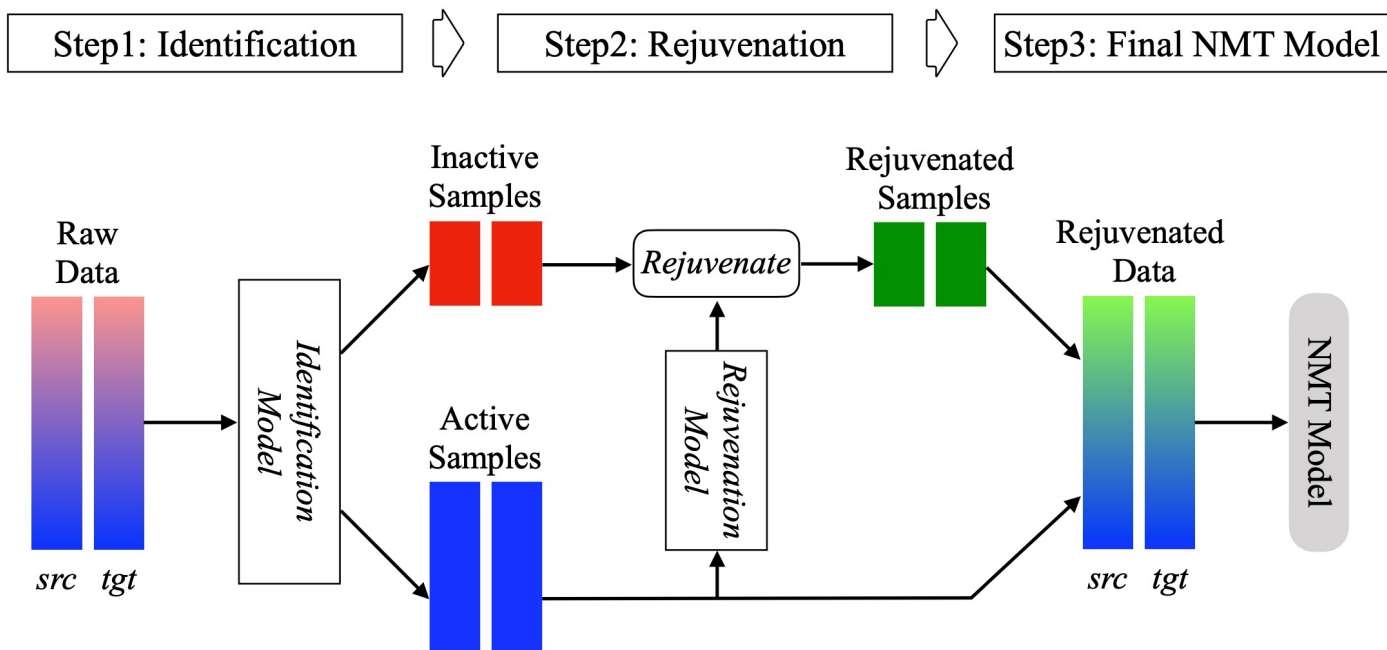 Step1: Identification
Step2: Rejuvenation
Step3: Final NMT Model
Raw
Data
src
tgt
Identification
Model
Inactive
Samples
Active
Samples
Rejuvenate
Rejuvenation
Model
Rejuvenated
Samples
Rejuvenated
Data
src
tgt
NMT Model